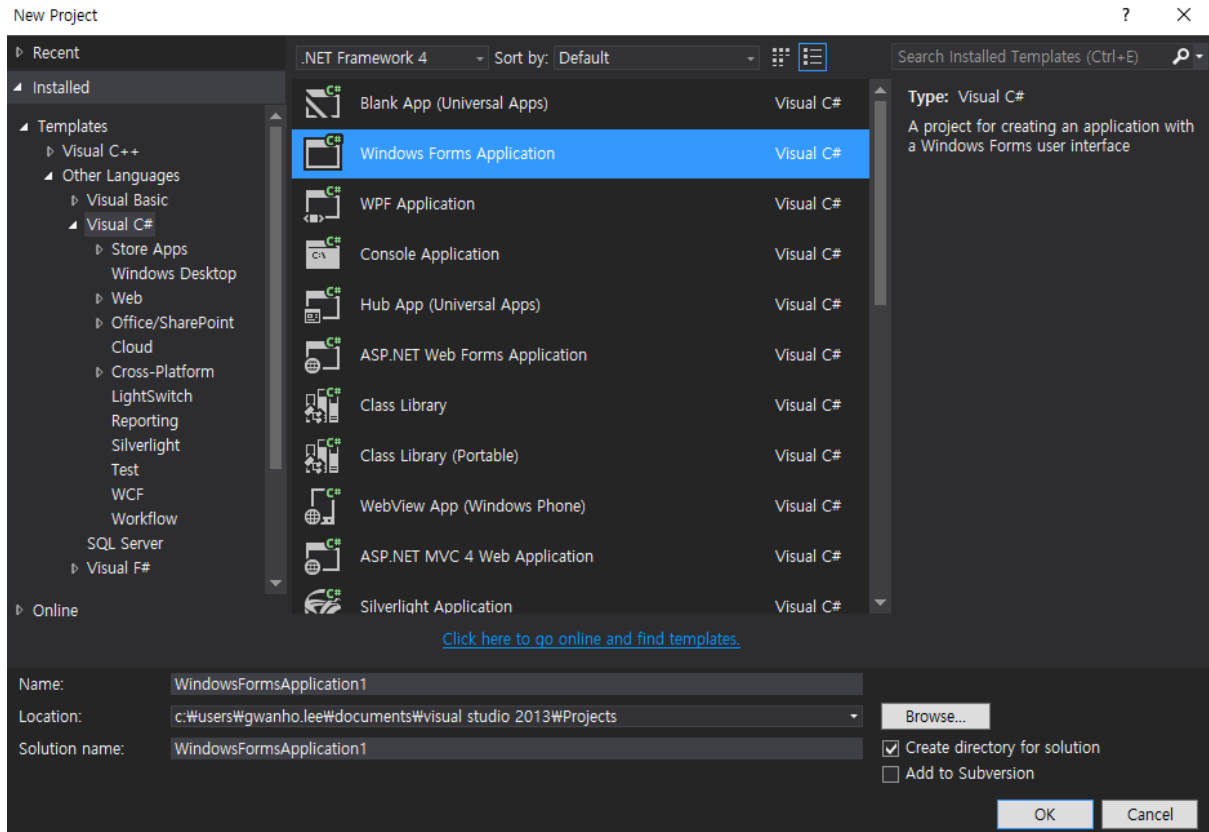 New Project
?
Recent
.NET Framework 4
Sort by: Default
Search Installed Templates (Ctrl+E)
Installed
Templates
Visual C++
Other Languages
Visual Basic
Visual C#
Store Apps
Windows Desktop
Web
Office/SharePoint
Cloud
Cross-Platform
LightSwitch
Reporting
Silverlight
Test
WCF
Workflow
SQL Server
Visual F#
Online
C# Blank App (Universal Apps) Visual C#
C# Windows Forms Application Visual C#
C# WPF Application Visual C#
C# C:\ Console Application Visual C#
C# Hub App (Universal Apps) Visual C#
C# ASP.NET Web Forms Application Visual C#
C# Class Library Visual C#
C# Class Library (Portable) Visual C#
C# WebView App (Windows Phone) Visual C#
C# ASP.NET MVC 4 Web Application Visual C#
C# Silverlight Application Visual C#
Click here to go online and find templates.
Type: Visual C#
A project for creating an application with
a Windows Forms user interface
Name: WindowsFormsApplication1
Location: c:₩users₩gwanho.lee₩documents₩visual studio 2013₩Projects
Browse...
Solution name: WindowsFormsApplication1
Create directory for solution
Add to Subversion
OK
Cancel